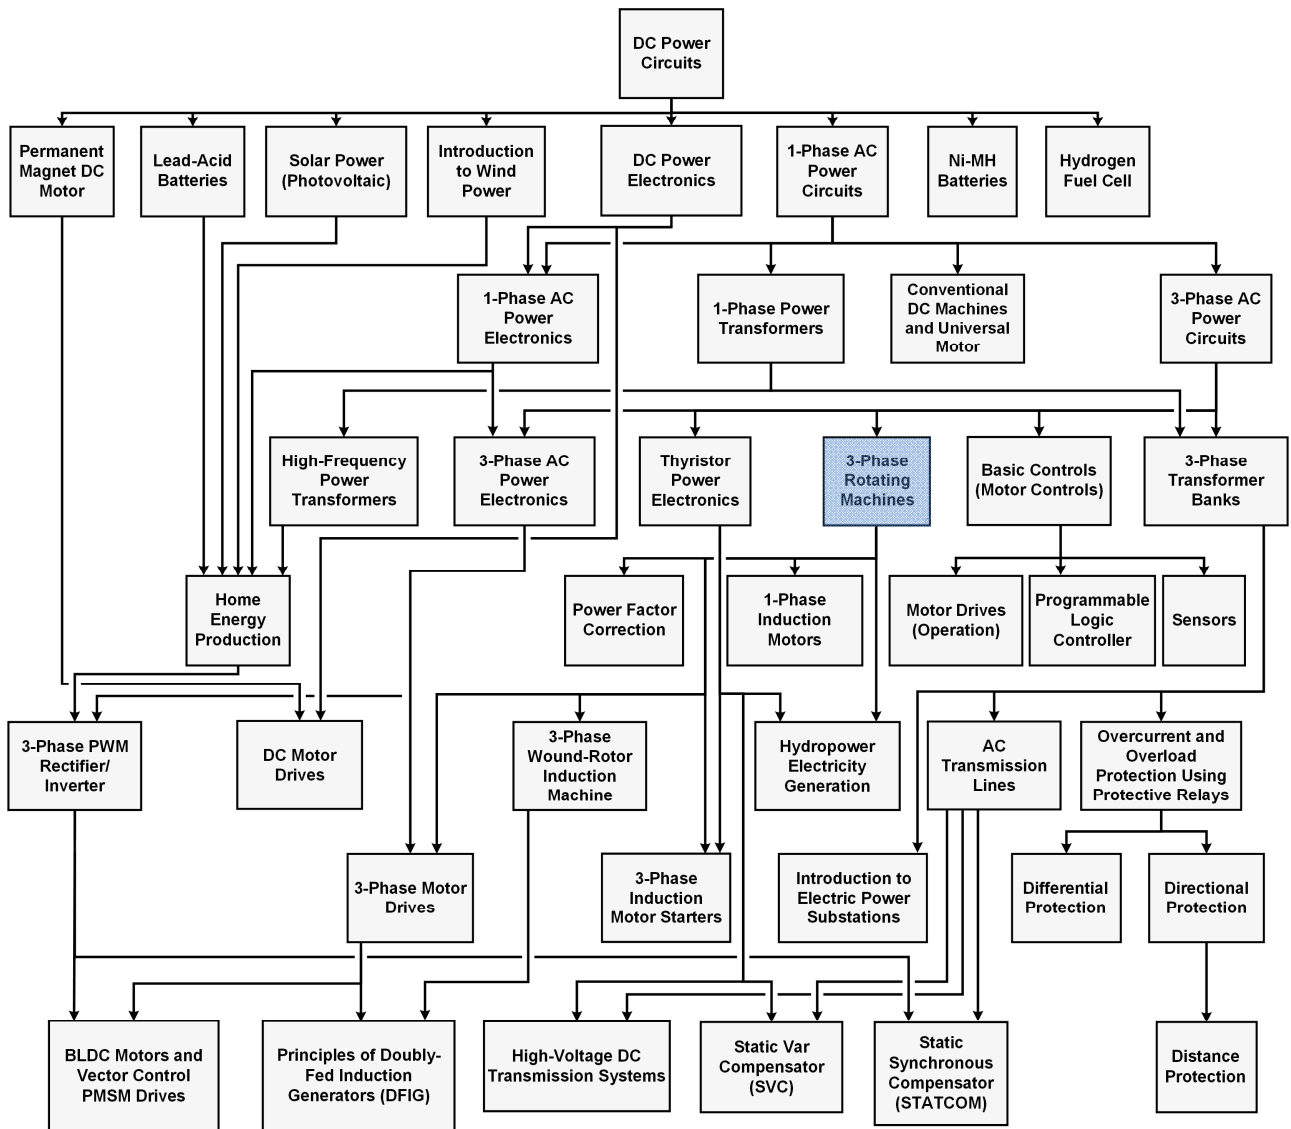 DC Power
Circuits
Permanent
Magnet DC
Motor
Lead-Acid
Batteries
Solar Power
(Photovoltaic)
Introduction
to Wind
Power
DC Power
Electronics
1-Phase AC
Power
Circuits
Ni-MH
Batteries
Hydrogen
Fuel Cell
1-Phase AC
Power
Electronics
1-Phase Power
Transformers
Conventional
DC Machines
and Universal
Motor
3-Phase AC
Power
Circuits
High-Frequency
Power
Transformers
3-Phase AC
Power
Electronics
Thyristor
Power
Electronics
3-Phase
Rotating
Machines
Basic Controls
(Motor Controls)
3-Phase
Transformer
Banks
Home
Energy
Production
Power Factor
Correction
1-Phase
Induction
Motors
Motor Drives
(Operation)
Programmable
Logic
Controller
Sensors
3-Phase PWM
Rectifier/
Inverter
DC Motor
Drives
3-Phase
Wound-Rotor
Induction
Machine
Hydropower
Electricity
Generation
AC
Transmission
Lines
Overcurrent and
Overload
Protection Using
Protective Relays
3-Phase Motor
Drives
3-Phase
Induction
Motor Starters
Introduction to
Electric Power
Substations
Differential
Protection
Directional
Protection
BLDC Motors and
Vector Control
PMSM Drives
Principles of Doubly-
Fed Induction
Generators (DFIG)
High-Voltage DC
Transmission Systems
Static Var
Compensator
(SVC)
Static
Synchronous
Compensator
(STATCOM)
Distance
Protection